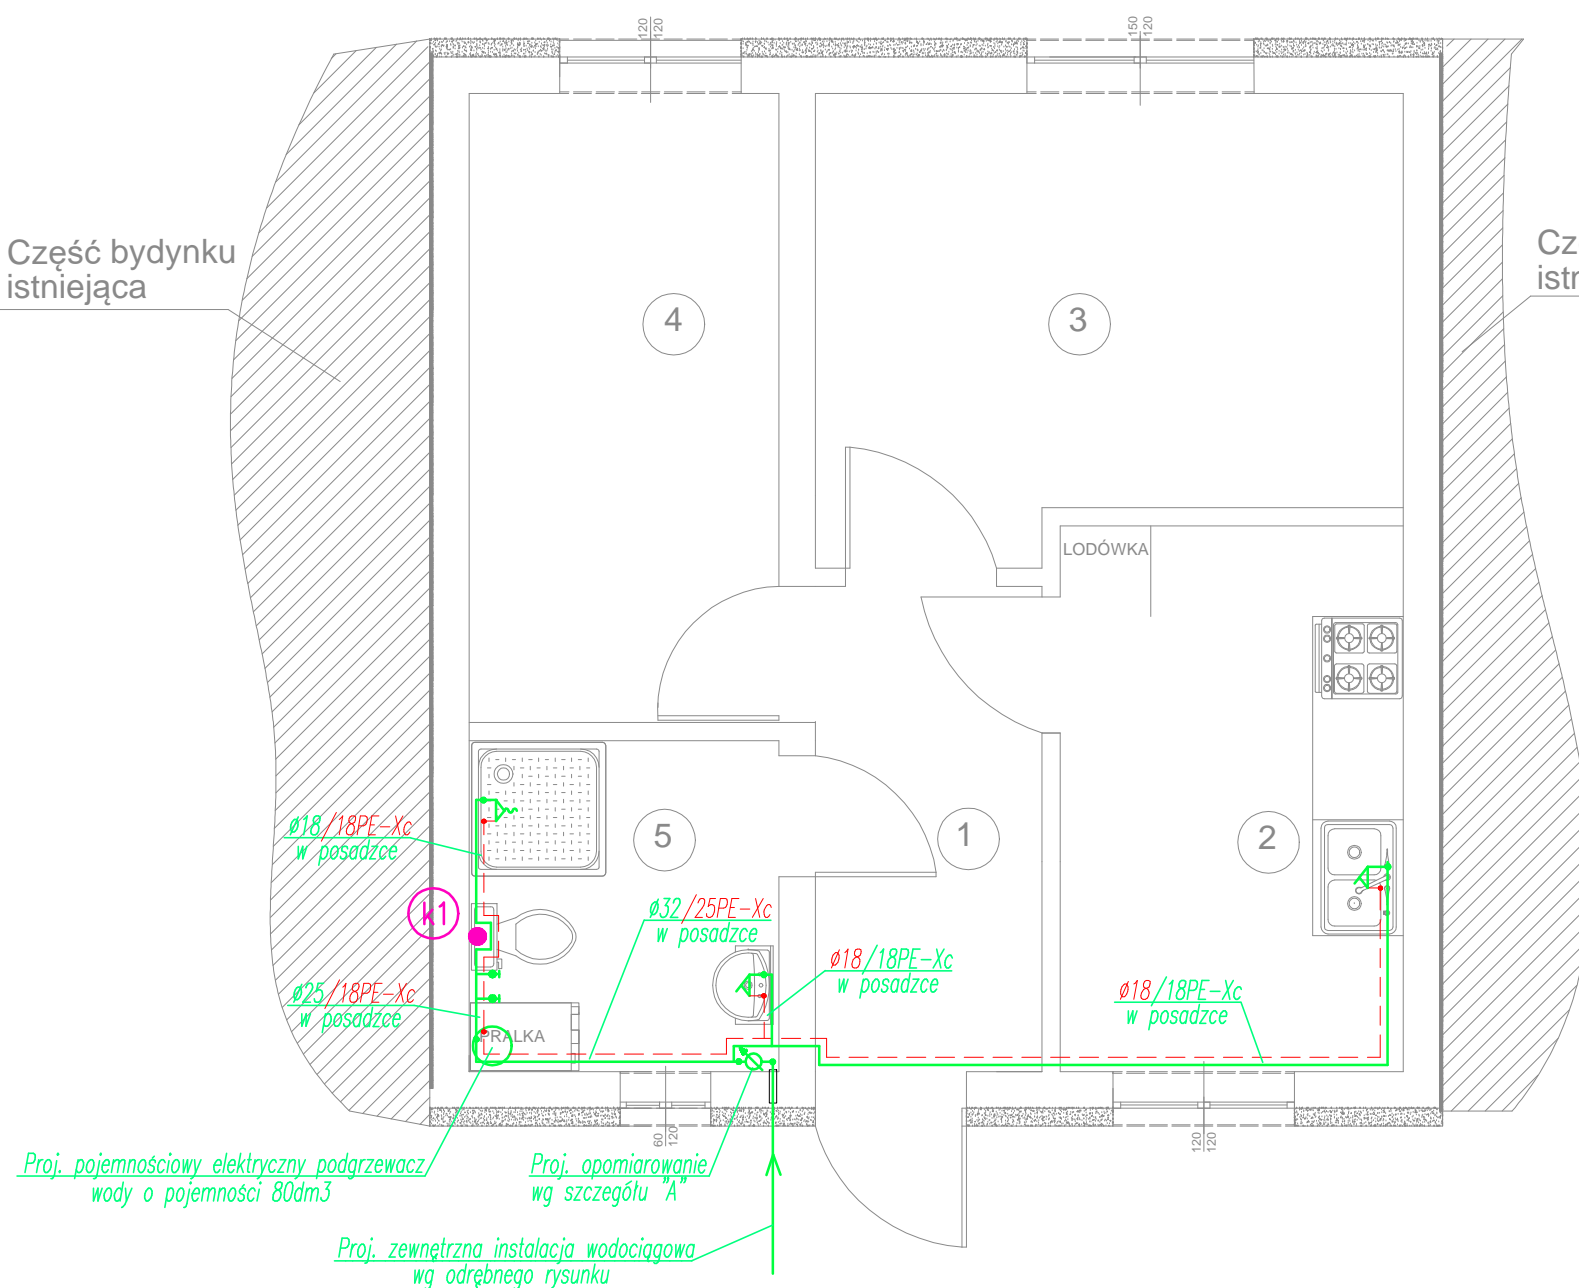 120
120
150
120
Część bydynku
istniejąca
Cz
istr
4
3
LODÓWKA
ø18/18PE-Xc
w posadzce
5
1
2
k1
ø32/25PE-Xc
w posadzce
ø18/18PE-Xc
w posadzce
ø25/18PE-Xc
w posadzce
ø18/18PE-Xc
w posadzce
PRALKA
60
120
120
120
Proj. pojemnościowy elektryczny podgrzewacz
wody o pojemności 80dm3
Proj. opomiarowanie
wg szczegółu "A"
Proj. zewnętrzna instalacja wodociągowa
wg odrębnego rysunku